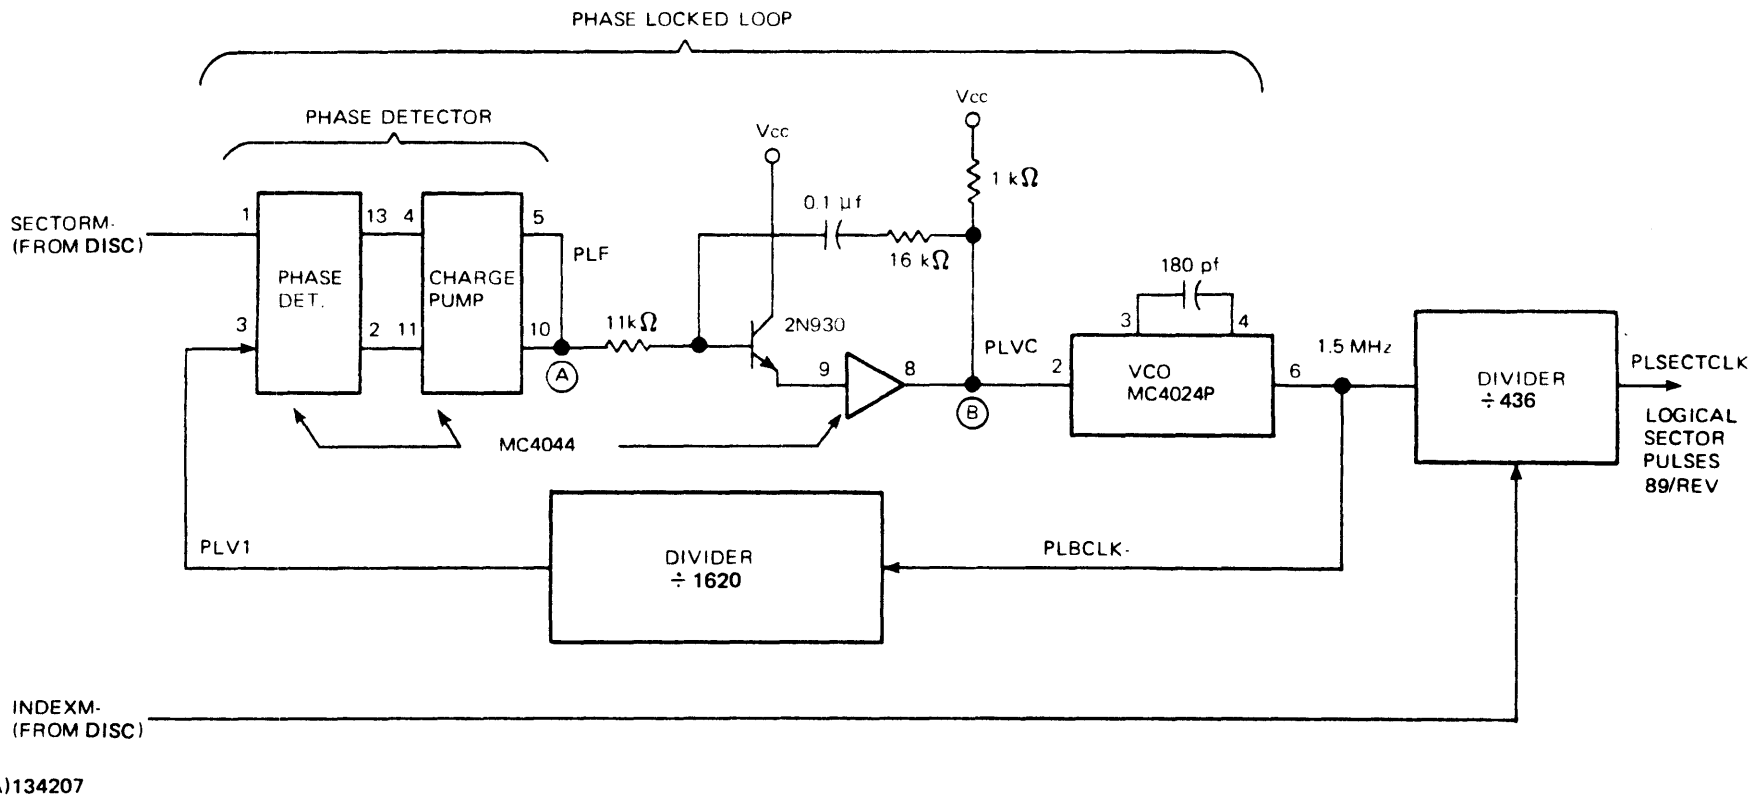 PHASE LOCKED LOOP
PHASE DETECTOR
Vcc
Vcc
1 kΩ
0.1 µf
16 kΩ
SECTORM-
(FROM DISC)
1
13
4
5
PLF
PHASE
DET.
CHARGE
PUMP
3
2
11
10
11kΩ
A
2N930
9
8
PLVC
B
180 pf
3
4
2
VCO
MC4024P
6
1.5 MHz
DIVIDER
÷ 436
PLSECTCLK
LOGICAL
SECTOR
PULSES
89/REV
MC4044
PLV1
DIVIDER
÷ 1620
PLBCLK-
INDEXM-
(FROM DISC)
A)134207